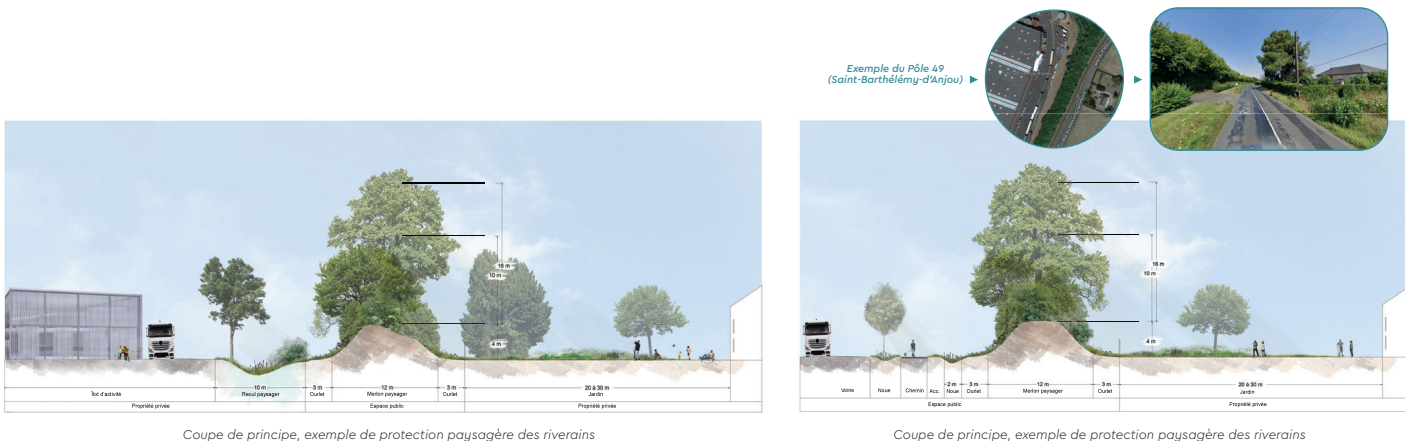 Exemple du Pôle 49
(Saint-Barthélémy-d'Anjou)
16 m
10 m
4 m
10 m
3 m
12 m
3 m
20 à 30 m
Îlot d'activité
Recul paysager
Ourlet
Merlon paysager
Ourlet
Jardin
Propriété privée
Espace public
Propriété privée
Coupe de principe, exemple de protection paysagère des riverains
16 m
10 m
4 m
2 m
3 m
12 m
3 m
20 à 30 m
Voirie
Noue
Chemin
Acc.
Noue
Ourlet
Merlon paysager
Ourlet
Jardin
Espace public
Propriété privée
Coupe de principe, exemple de protection paysagère des riverains